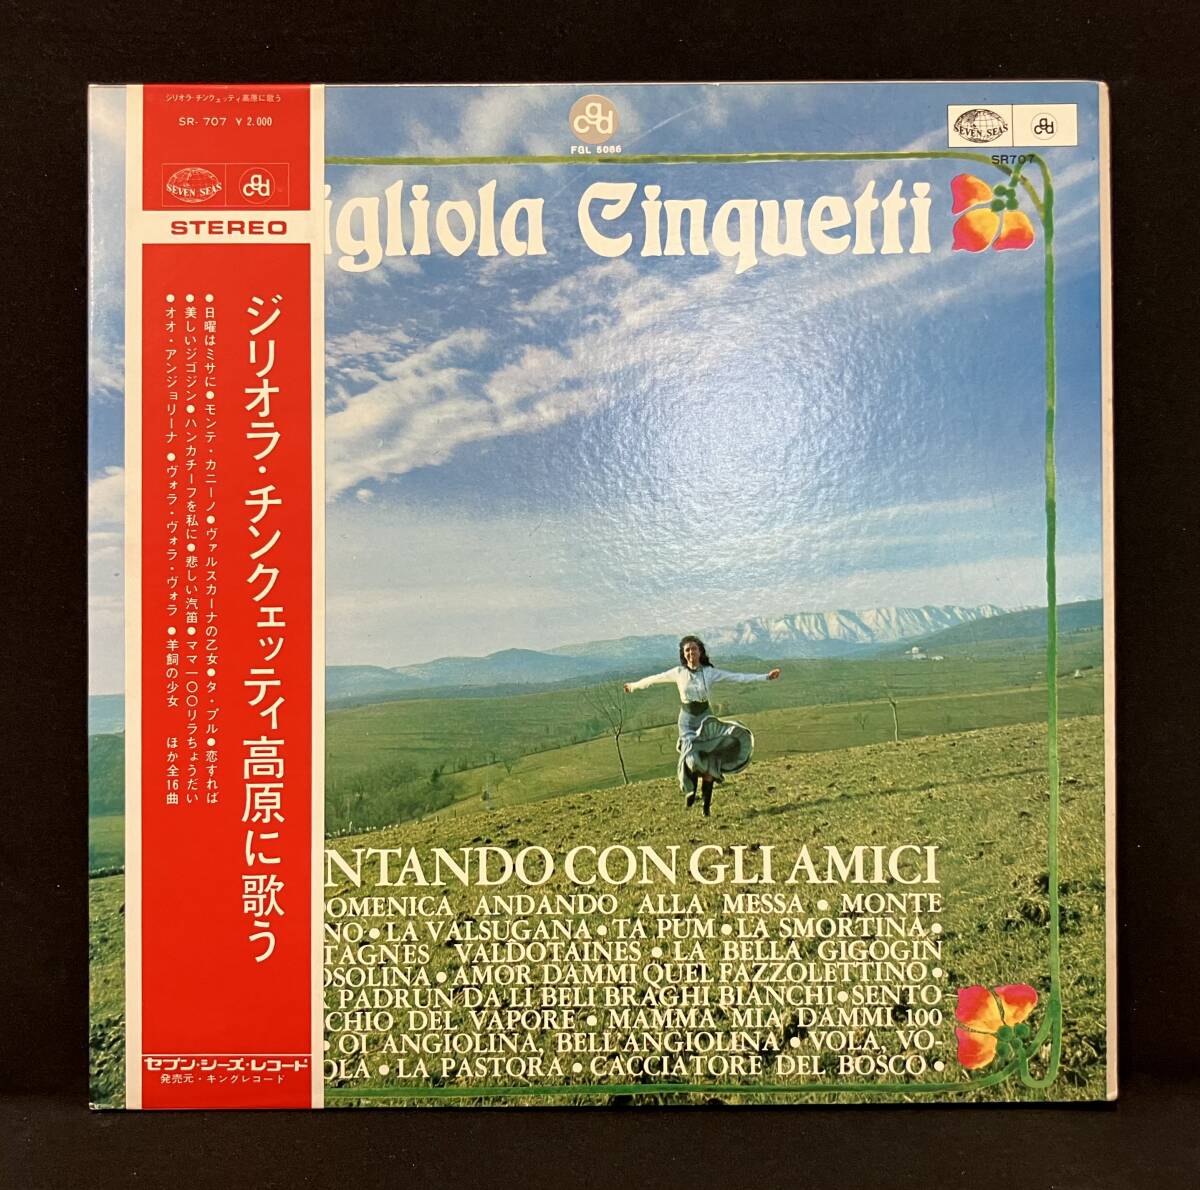 ジリオラ・チンクェッティ高原に歌う
SR- 707 ¥ 2.000
SEVEN SEAS
cgd
STEREO
ジリオラ・チンクェッティ高原に歌う
●日曜はミサに●モンテ・カニーノ●ヴァルスカーナの乙女●タ・プル●恋すれば
●美しいジゴジン●ハンカチーフを私に●悲しい汽笛●ママ一〇〇リラちょうだい
●オオ・アンジョリーナ●ヴォラ・ヴォラ・ヴォラ●羊飼の少女 ほか全16曲
セブン・シーズ・レコード
発売元・キングレコード
cgd
FGL 5086
SEVEN SEAS
cgd
SR707
igliola Cinquetti
NTANDO CON GLI AMICI
DOMENICA ANDANDO ALLA MESSA • MONTE
NO • LA VALSUGANA • TA PUM • LA SMORTINA •
TAGNES VALDOTAINES • LA BELLA GIGOGIN
OSOLINA • AMOR DAMMI QUEL FAZZOLETTINO •
R PADRUN DA LI BELI BRAGHI BIANCHI • SENTO
CHIO DEL VAPORE • MAMMA MIA DAMMI 100
• OI ANGIOLINA, BELL'ANGIOLINA • VOLA, VO-
OLA • LA PASTORA • CACCIATORE DEL BOSCO •